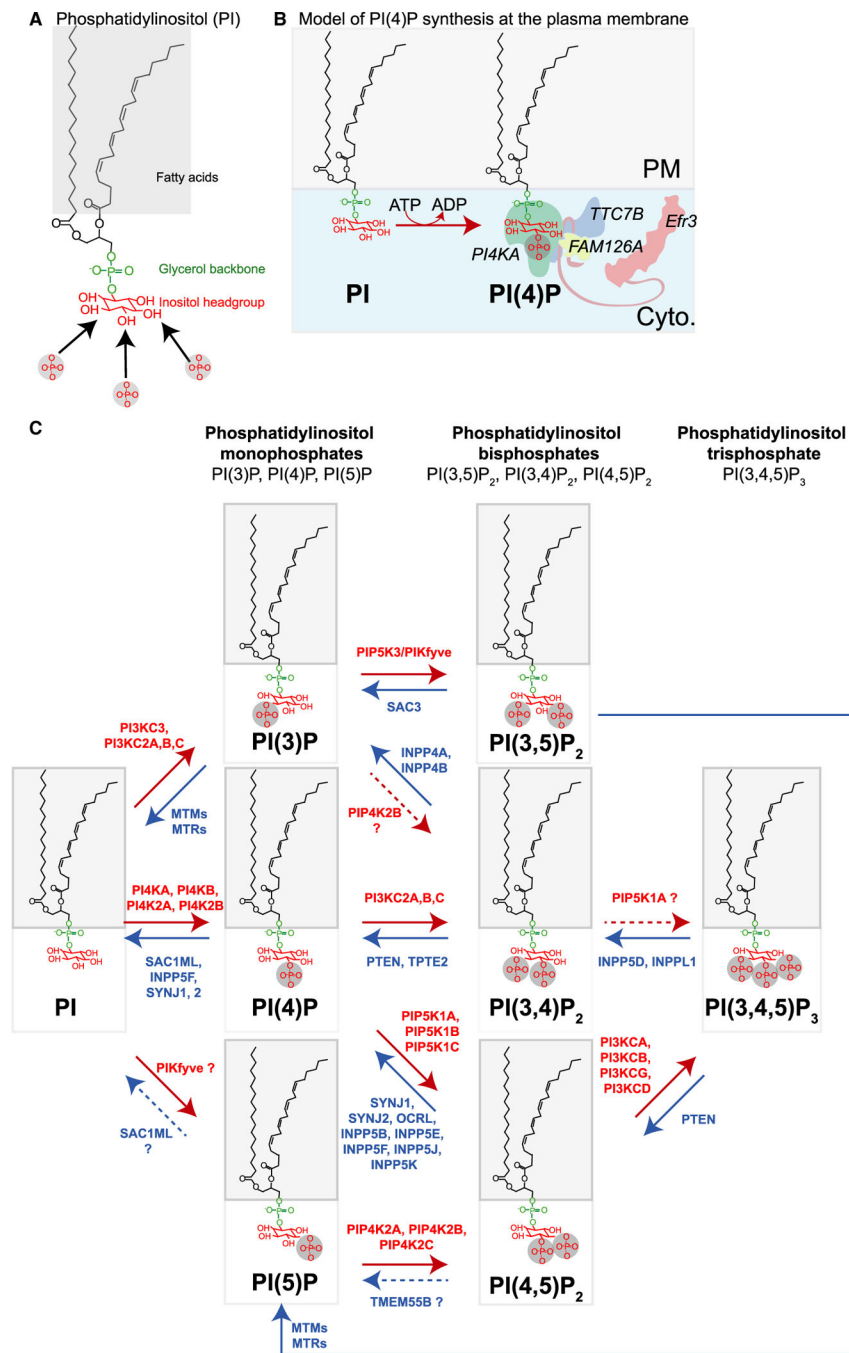 A Phosphatidylinositol (PI)
Fatty acids
O
O
O
⁻O-P=O
O
Glycerol backbone
Inositol headgroup
OH
OH
OH
OH
OH
O
O-P-O
O
O
O-P-O
O
O
O-P-O
O
B Model of PI(4)P synthesis at the plasma membrane
PM
ATP ADP
TTC7B
Efr3
PI4KA
FAM126A
PI
PI(4)P
Cyto.
C
Phosphatidylinositol
monophosphates
PI(3)P, PI(4)P, PI(5)P
Phosphatidylinositol
bisphosphates
PI(3,5)P₂, PI(3,4)P₂, PI(4,5)P₂
Phosphatidylinositol
trisphosphate
PI(3,4,5)P₃
PIP5K3/PIKfyve
SAC3
PI(3)P
PI(3,5)P₂
PI3KC3,
PI3KC2A,B,C
MTMs
MTRs
INPP4A,
INPP4B
PIP4K2B
?
PI4KA, PI4KB,
PI4K2A, PI4K2B
SAC1ML,
INPP5F,
SYNJ1, 2
PI3KC2A,B,C
PTEN, TPTE2
PIP5K1A ?
INPP5D, INPPL1
PI
PI(4)P
PI(3,4)P₂
PI(3,4,5)P₃
PIKfyve ?
SAC1ML
?
PIP5K1A,
PIP5K1B
PIP5K1C
SYNJ1,
SYNJ2, OCRL,
INPP5B, INPP5E,
INPP5F, INPP5J,
INPP5K
PI3KCA,
PI3KCB,
PI3KCG,
PI3KCD
PTEN
PIP4K2A, PIP4K2B,
PIP4K2C
TMEM55B ?
PI(5)P
PI(4,5)P₂
MTMs
MTRs